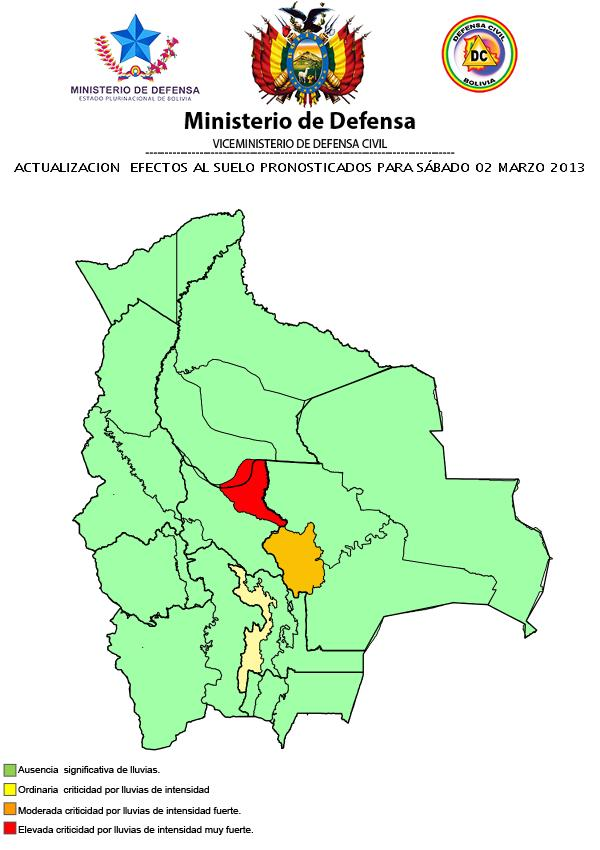 MINISTERIO DE DEFENSA
ESTADO PLURINACIONAL DE BOLIVIA
DEFENSA CIVIL
DC
BOLIVIA
Ministerio de Defensa
VICEMINISTERIO DE DEFENSA CIVIL
ACTUALIZACION EFECTOS AL SUELO PRONOSTICADOS PARA SÁBADO 02 MARZO 2013
Ausencia significativa de lluvias.
Ordinaria criticidad por lluvias de intensidad
Moderada criticidad por lluvias de intensidad fuerte.
Elevada criticidad por lluvias de intensidad muy fuerte.